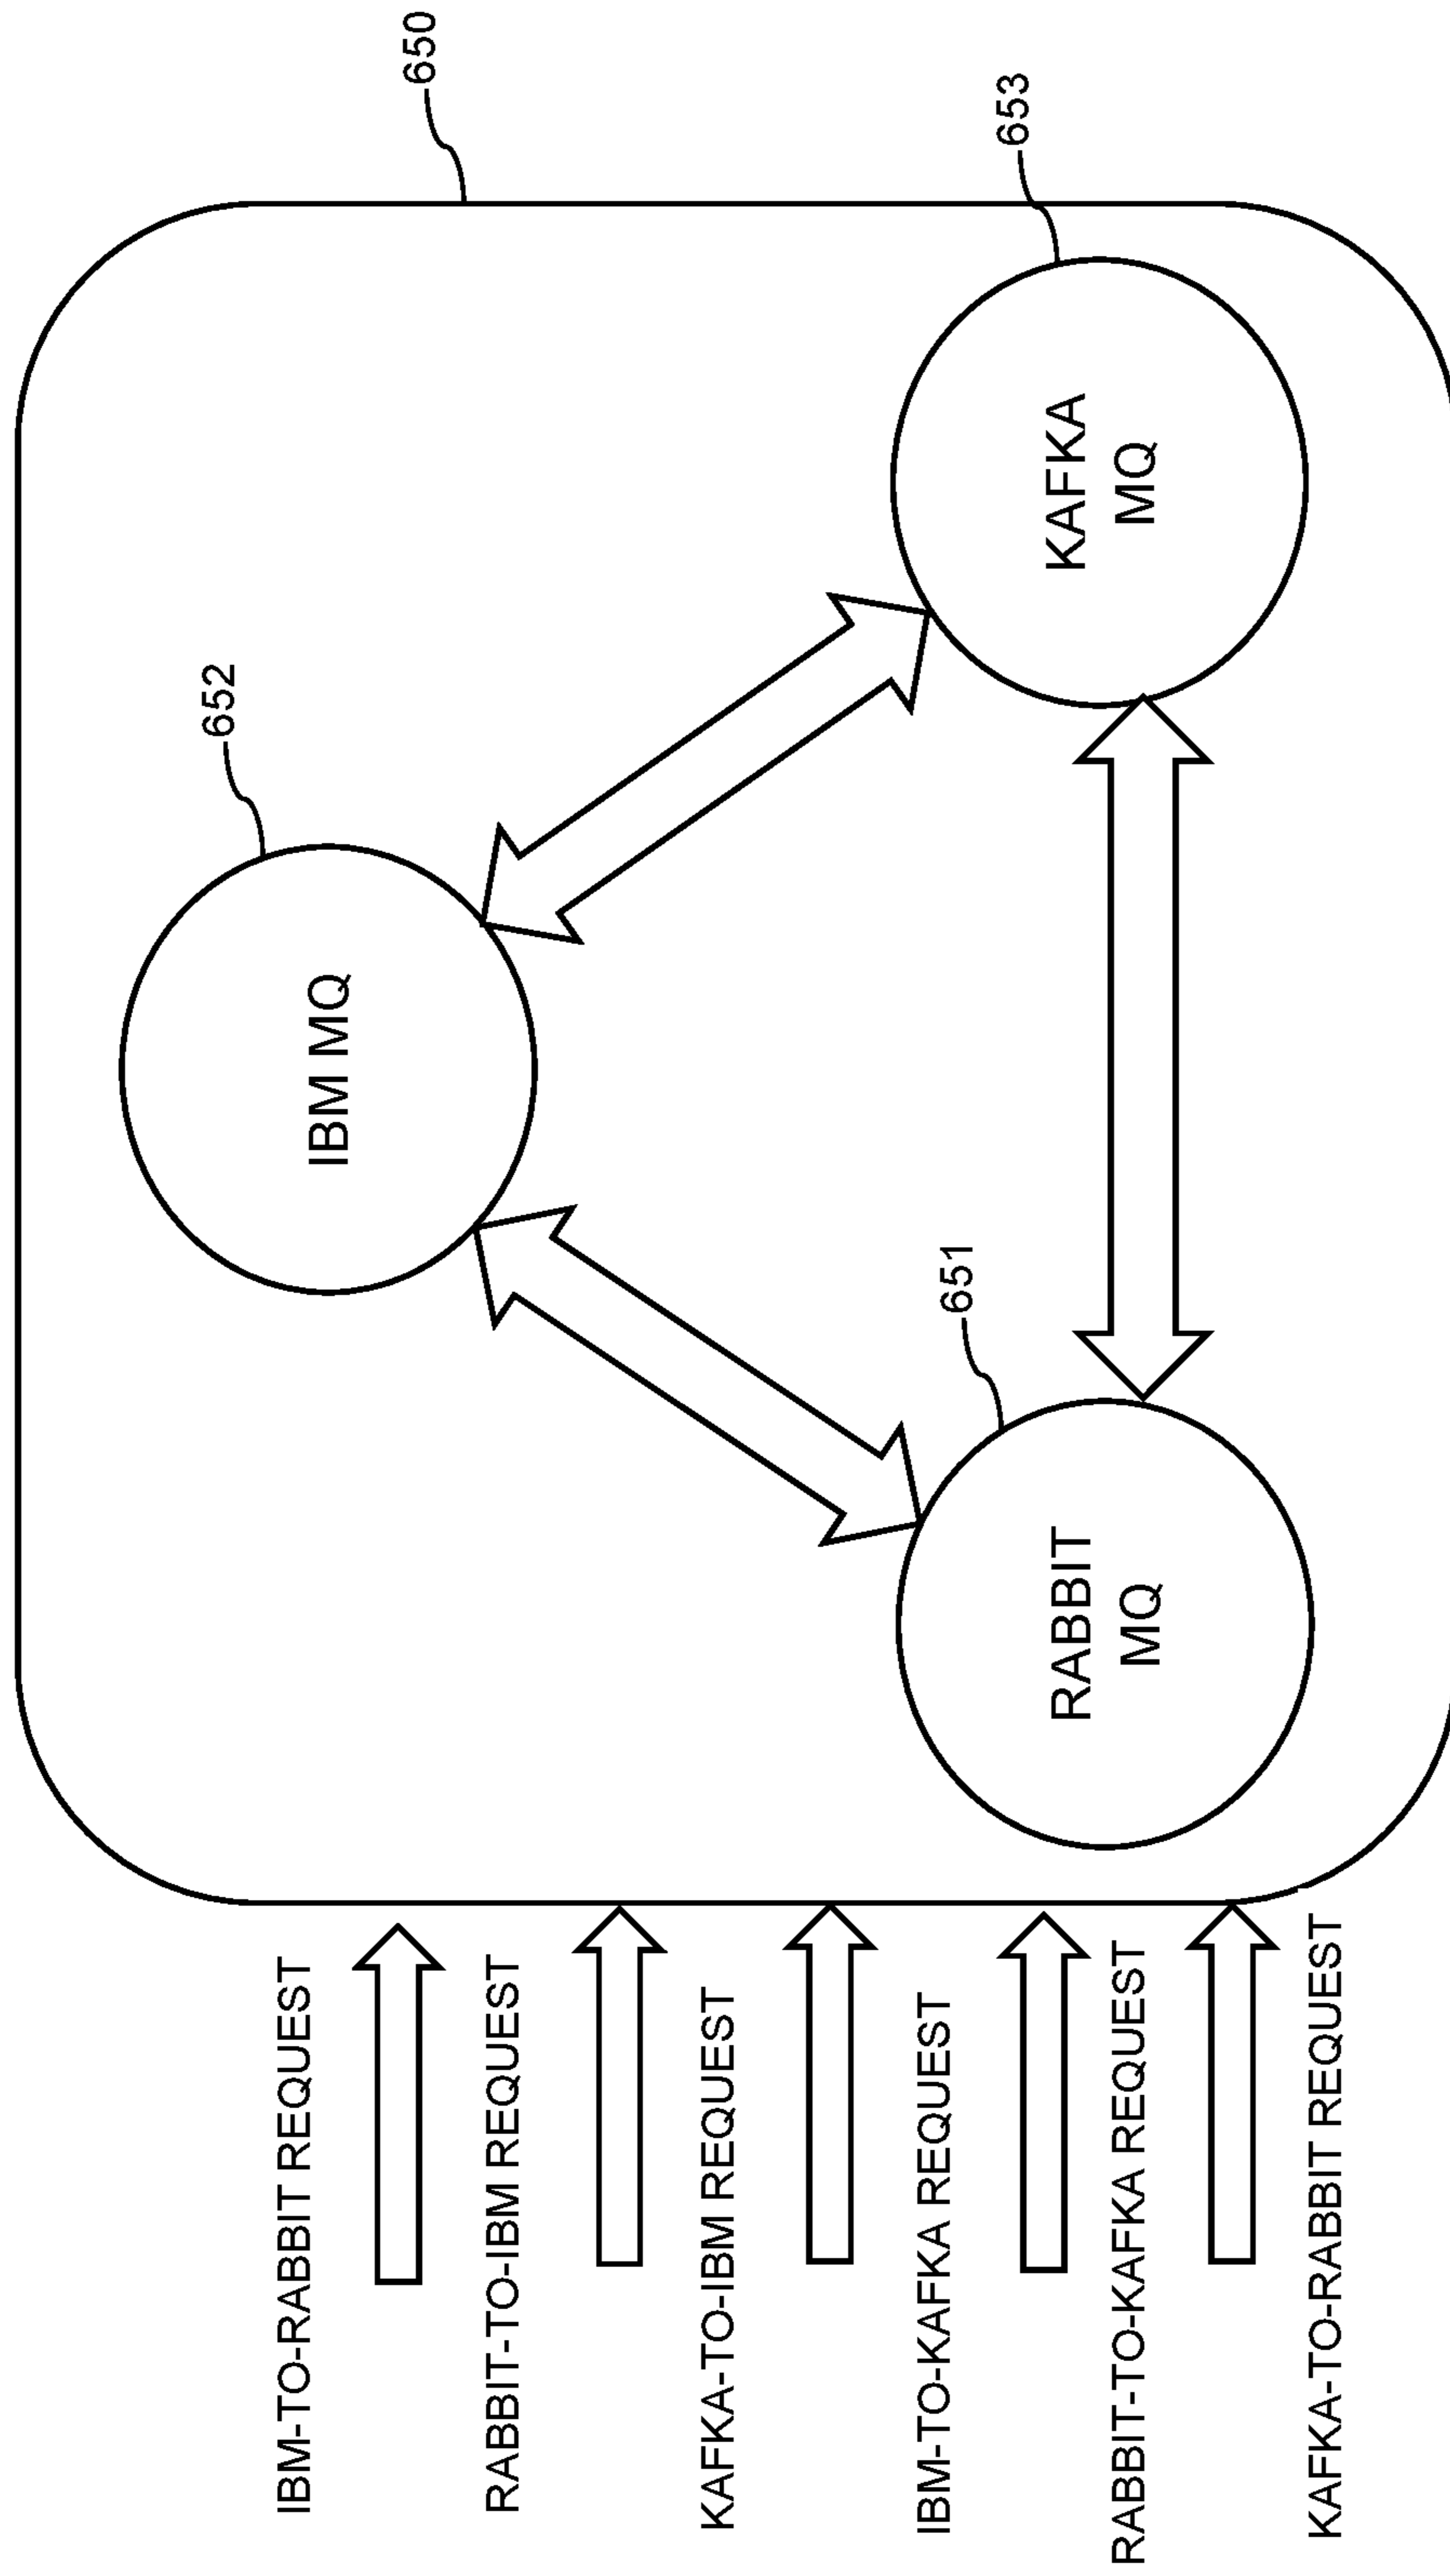 IBM-TO-RABBIT REQUEST
RABBIT-TO-IBM REQUEST
KAFKA-TO-IBM REQUEST
IBM-TO-KAFKA REQUEST
RABBIT-TO-KAFKA REQUEST
KAFKA-TO-RABBIT REQUEST
IBM MQ
652
RABBIT
MQ
651
KAFKA
MQ
653
650